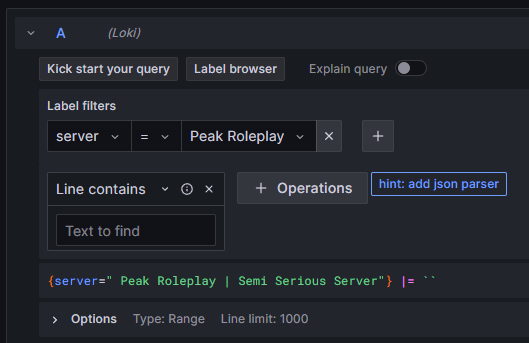 A (Loki)
Kick start your query Label browser Explain query
Label filters
server = Peak Roleplay
Line contains + Operations hint: add json parser
Text to find
{server=" Peak Roleplay | Semi Serious Server"} |= ``
Options Type: Range Line limit: 1000